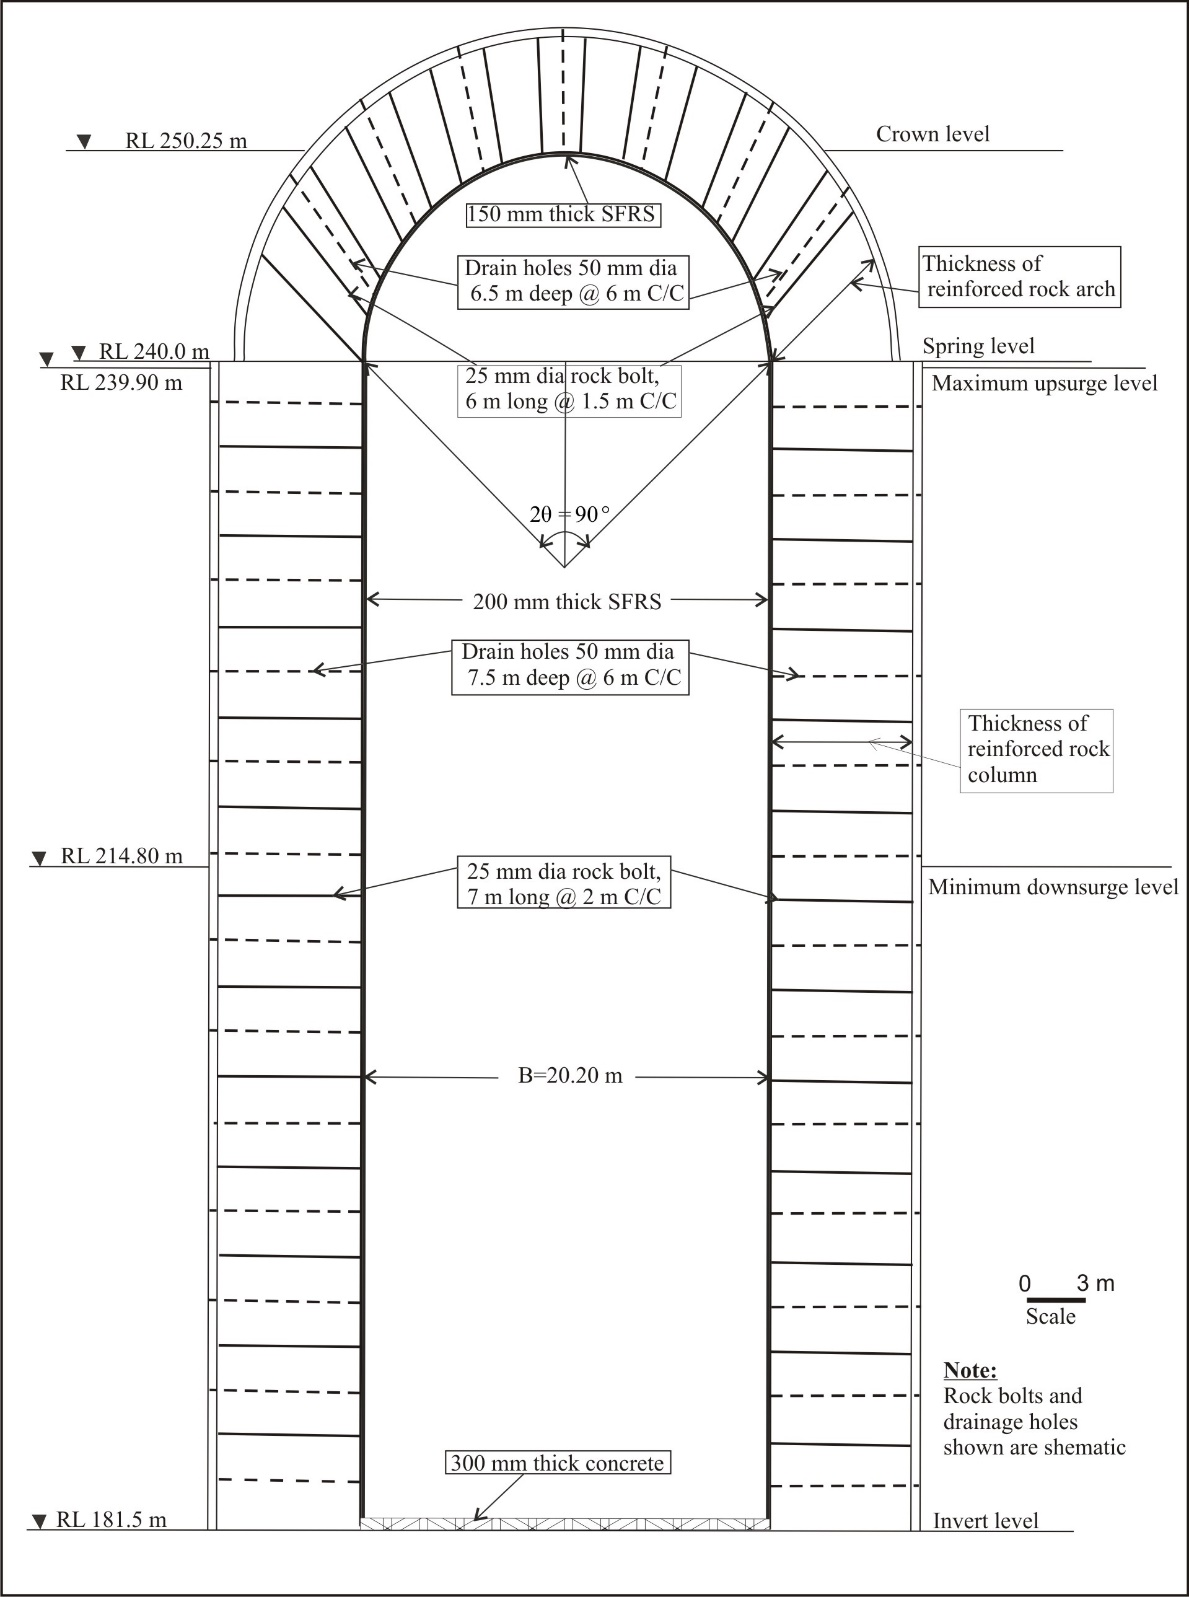 RL 250.25 m
Crown level
150 mm thick SFRS
Drain holes 50 mm dia
6.5 m deep @ 6 m C/C
Thickness of
reinforced rock arch
RL 240.0 m
Spring level
RL 239.90 m
Maximum upsurge level
25 mm dia rock bolt,
6 m long @ 1.5 m C/C
2θ = 90°
200 mm thick SFRS
Drain holes 50 mm dia
7.5 m deep @ 6 m C/C
Thickness of
reinforced rock
column
RL 214.80 m
25 mm dia rock bolt,
7 m long @ 2 m C/C
Minimum downsurge level
B=20.20 m
0 3 m
Scale
Note:
Rock bolts and
drainage holes
shown are shematic
300 mm thick concrete
RL 181.5 m
Invert level